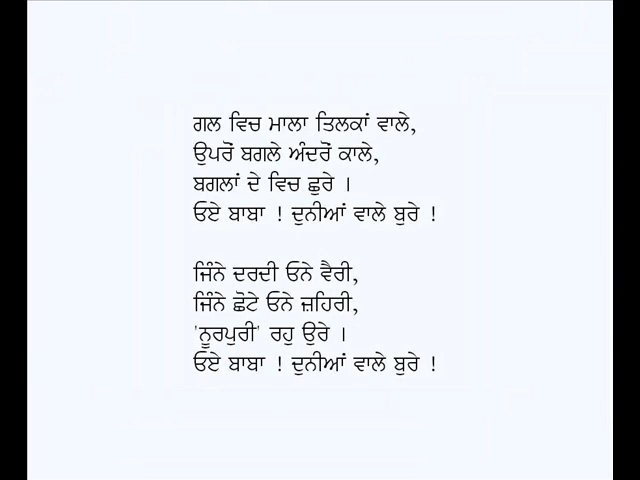 ਗਲ ਵਿਚ ਮਾਲਾ ਤਿਲਕਾਂ ਵਾਲੇ,
ਉਪਰੋਂ ਬਗਲੇ ਅੰਦਰੋਂ ਕਾਲੇ,
ਬਗਲਾਂ ਦੇ ਵਿਚ ਛੁਰੇ ।
ਓਏ ਬਾਬਾ ! ਦੁਨੀਆਂ ਵਾਲੇ ਬੁਰੇ !
ਜਿੰਨੇ ਦਰਦੀ ਓਨੇ ਵੈਰੀ,
ਜਿੰਨੇ ਛੋਟੇ ਓਨੇ ਜ਼ਹਿਰੀ,
'ਨੂਰਪੁਰੀ' ਰਹੁ ਉਰੇ ।
ਓਏ ਬਾਬਾ ! ਦੁਨੀਆਂ ਵਾਲੇ ਬੁਰੇ !